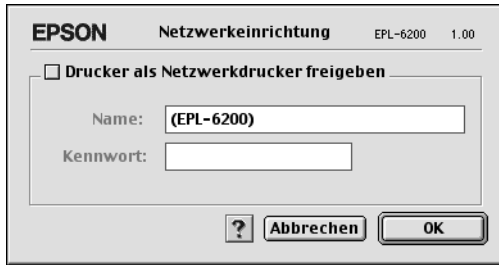 EPSON Netzwerkeinrichtung EPL-6200 1.00
Drucker als Netzwerkdrucker freigeben
Name: (EPL-6200)
Kennwort:
? Abbrechen OK